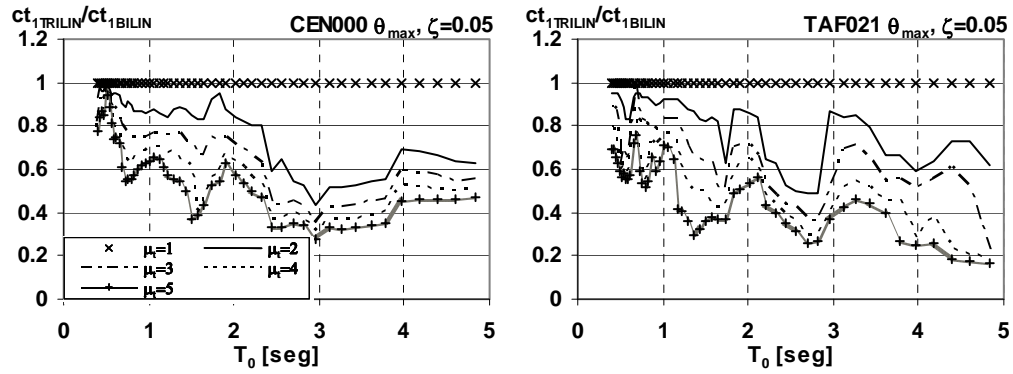 ct1TRILIN/ct1BILIN
CEN000 θmax, ζ=0.05
1.2
1
0.8
0.6
0.4
0.2
0
μt=1
μt=2
μt=3
μt=4
μt=5
0 1 2 3 4 5
T0 [seg]
ct1TRILIN/ct1BILIN
TAF021 θmax, ζ=0.05
1.2
1
0.8
0.6
0.4
0.2
0
0 1 2 3 4 5
T0 [seg]